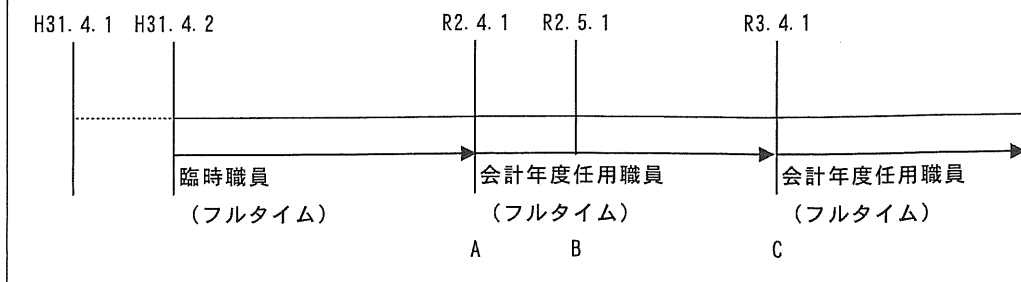 H31.4.1 H31.4.2 R2.4.1 R2.5.1 R3.4.1
臨時職員 会計年度任用職員 会計年度任用職員
(フルタイム) (フルタイム) (フルタイム)
A B C